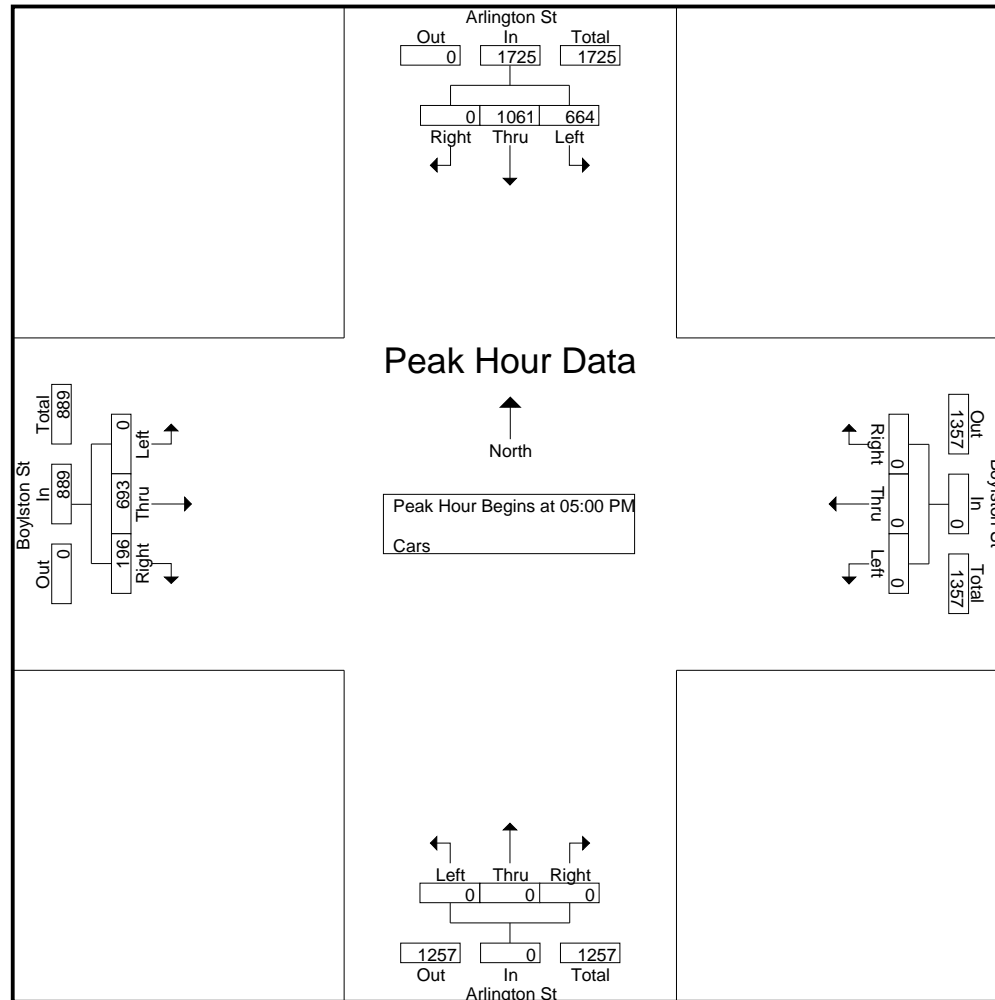 Arlington St
Out In Total
0 1725 1725
0 1061 664
Right Thru Left
Peak Hour Data
North
Peak Hour Begins at 05:00 PM
Cars
Boylston St
Total In Out
889 889 0
0 693 196
Left Thru Right
Right Thru Left
0 0 0
Out In Total
1357 0 1357
Boylston St
Left Thru Right
0 0 0
1257 0 1257
Out In Total
Arlington St